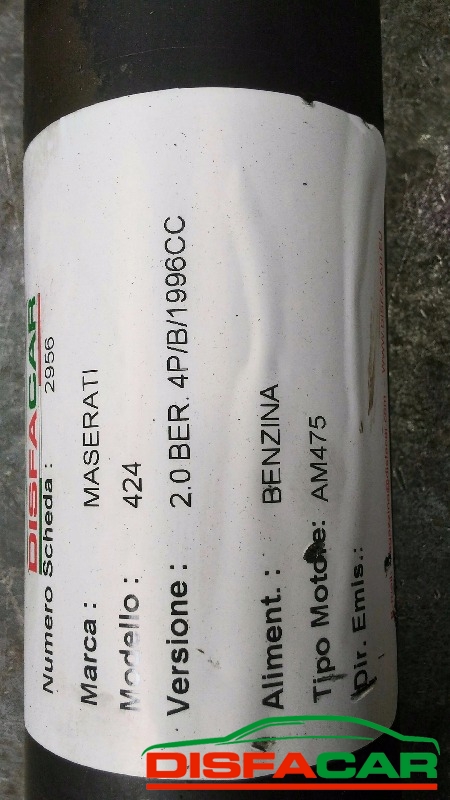 DISFACAR
Numero Scheda : 2956
Marca : MASERATI
Modello : 424
Versione : 2.0 BER. 4P/B/1996CC
Aliment. : BENZINA
Tipo Motore: AM475
Dir. Emis.:
DISFACAR